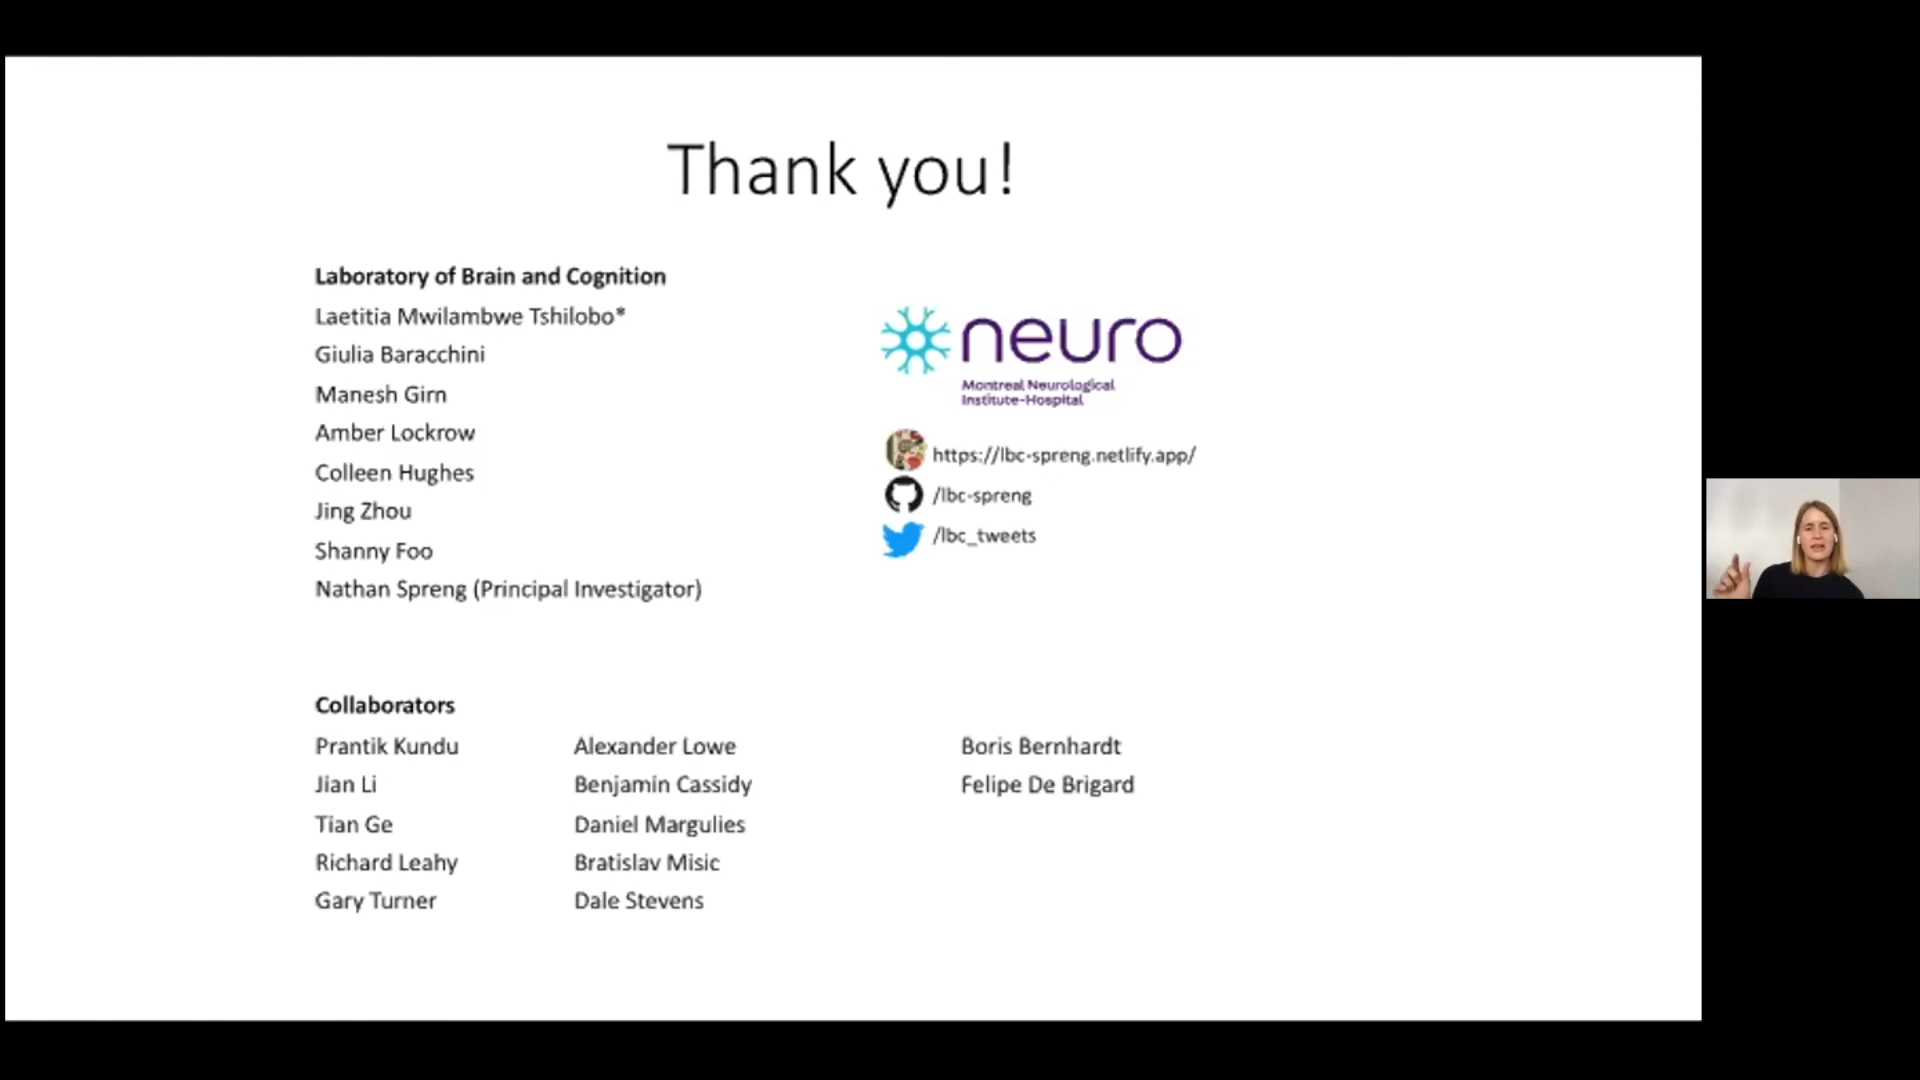 Thank you!
Laboratory of Brain and Cognition
Laetitia Mwilambwe Tshilobo*
Giulia Baracchini
Manesh Girn
Amber Lockrow
Colleen Hughes
Jing Zhou
Shanny Foo
Nathan Spreng (Principal Investigator)
neuro
Montreal Neurological
Institute-Hospital
https://lbc-spreng.netlify.app/
/lbc-spreng
/lbc_tweets
Collaborators
Prantik Kundu
Jian Li
Tian Ge
Richard Leahy
Gary Turner
Alexander Lowe
Benjamin Cassidy
Daniel Margulies
Bratislav Misic
Dale Stevens
Boris Bernhardt
Felipe De Brigard